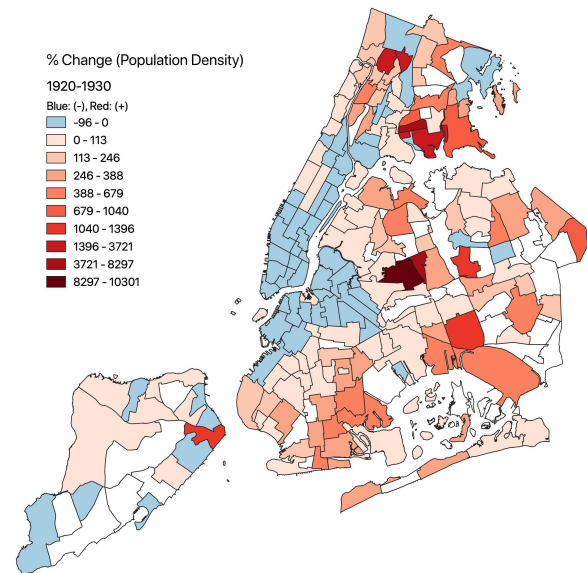 % Change (Population Density)
1920-1930
Blue: (-), Red: (+)
-96 - 0
0 - 113
113 - 246
246 - 388
388 - 679
679 - 1040
1040 - 1396
1396 - 3721
3721 - 8297
8297 - 10301